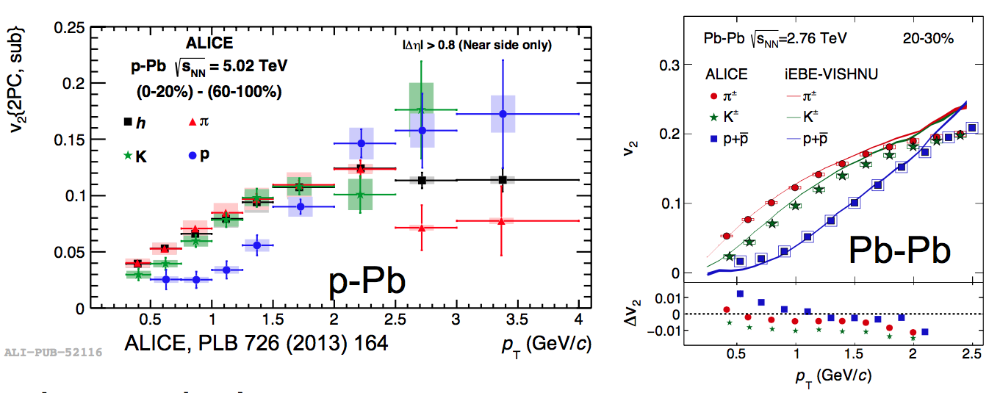 0.25
0.2
0.15
0.1
0.05
0
v₂{2PC, sub}
ALICE
|Δη| > 0.8 (Near side only)
p-Pb √s_NN = 5.02 TeV
(0-20%) - (60-100%)
h
π
K
p
p-Pb
0.5 1 1.5 2 2.5 3 3.5 4
ALICE, PLB 726 (2013) 164
p_T (GeV/c)
ALI-PUB-52116
Pb-Pb √s_NN=2.76 TeV 20-30%
ALICE iEBE-VISHNU
π± π±
K± K±
p+p̅ p+p̅
v₂
0.3
0.2
0.1
0
Pb-Pb
Δv₂
0.01
0
−0.01
0.5 1 1.5 2 2.5
p_T (GeV/c)